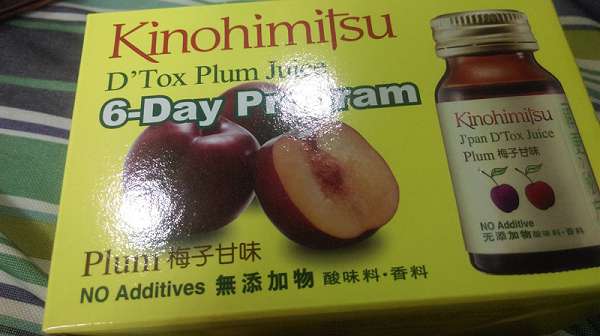 Kinohimitsu
D'Tox Plum Juice
6-Day Program
Plum 梅子甘味
NO Additives 無添加物 酸味料·香料
Kinohimitsu
J'pan D'Tox Juice
Plum 梅子甘味
NO Additive
无添加物 酸味料·香料